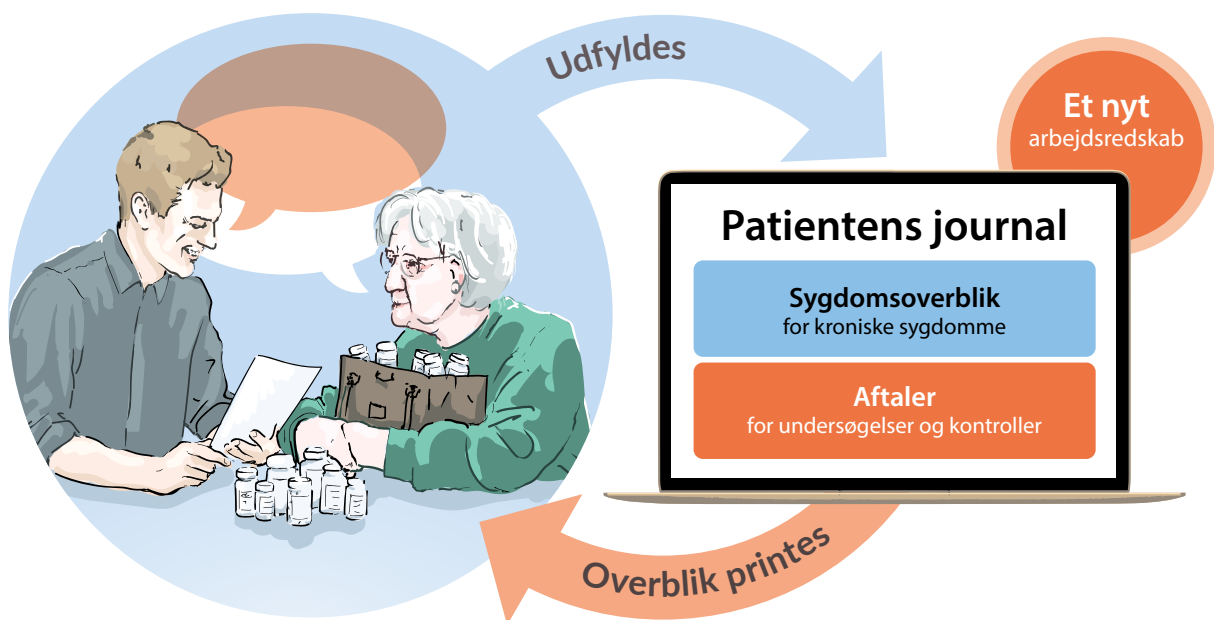 Udfyldes
Et nyt
arbejdsredskab
Patientens journal
Sygdomsoverblik
for kroniske sygdomme
Aftaler
for undersøgelser og kontroller
Overblik printes